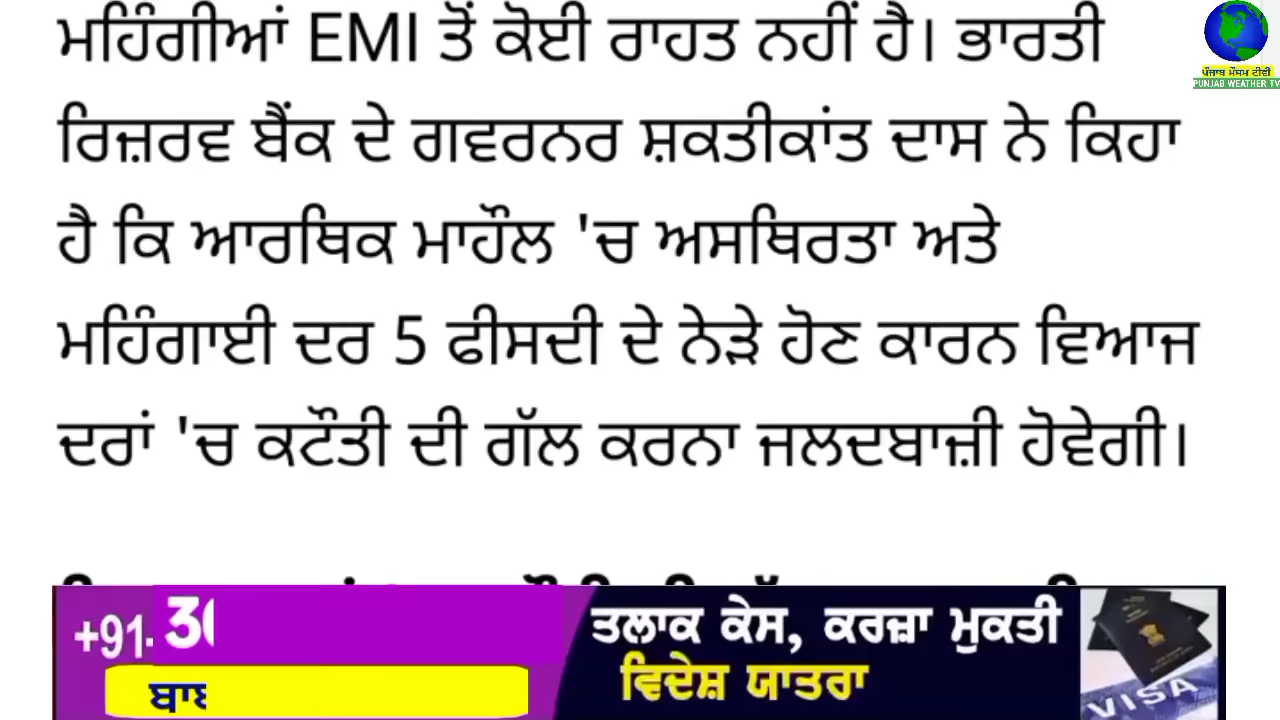 ਮਹਿੰਗੀਆਂ EMI ਤੋਂ ਕੋਈ ਰਾਹਤ ਨਹੀਂ ਹੈ। ਭਾਰਤੀ
ਰਿਜ਼ਰਵ ਬੈਂਕ ਦੇ ਗਵਰਨਰ ਸ਼ਕਤੀਕਾਂਤ ਦਾਸ ਨੇ ਕਿਹਾ
ਹੈ ਕਿ ਆਰਥਿਕ ਮਾਹੌਲ 'ਚ ਅਸਥਿਰਤਾ ਅਤੇ
ਮਹਿੰਗਾਈ ਦਰ 5 ਫੀਸਦੀ ਦੇ ਨੇੜੇ ਹੋਣ ਕਾਰਨ ਵਿਆਜ
ਦਰਾਂ 'ਚ ਕਟੌਤੀ ਦੀ ਗੱਲ ਕਰਨਾ ਜਲਦਬਾਜ਼ੀ ਹੋਵੇਗੀ।
ਪੰਜਾਬ ਮੌਸਮ ਟੀਵੀ
PUNJAB WEATHER TV
+91-
ਤਲਾਕ ਕੇਸ, ਕਰਜ਼ਾ ਮੁਕਤੀ
ਵਿਦੇਸ਼ ਯਾਤਰਾ
VISA